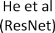 He et al
(ResNet)